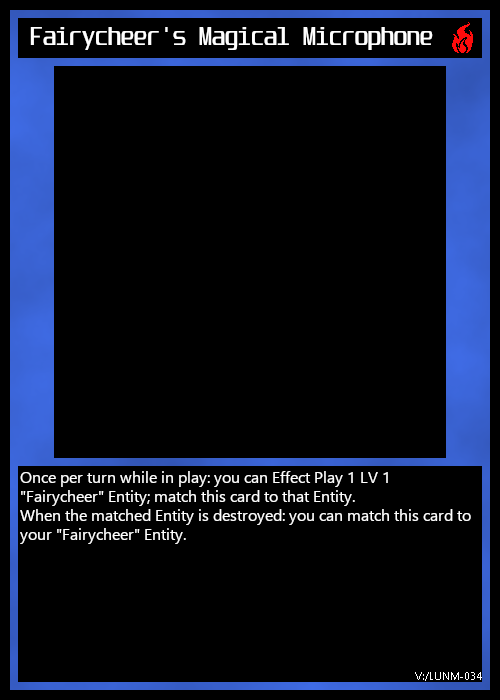 Fairycheer's Magical Microphone
Once per turn while in play: you can Effect Play 1 LV 1
"Fairycheer" Entity; match this card to that Entity.
When the matched Entity is destroyed: you can match this card to
your "Fairycheer" Entity.
V:/LUNM-034